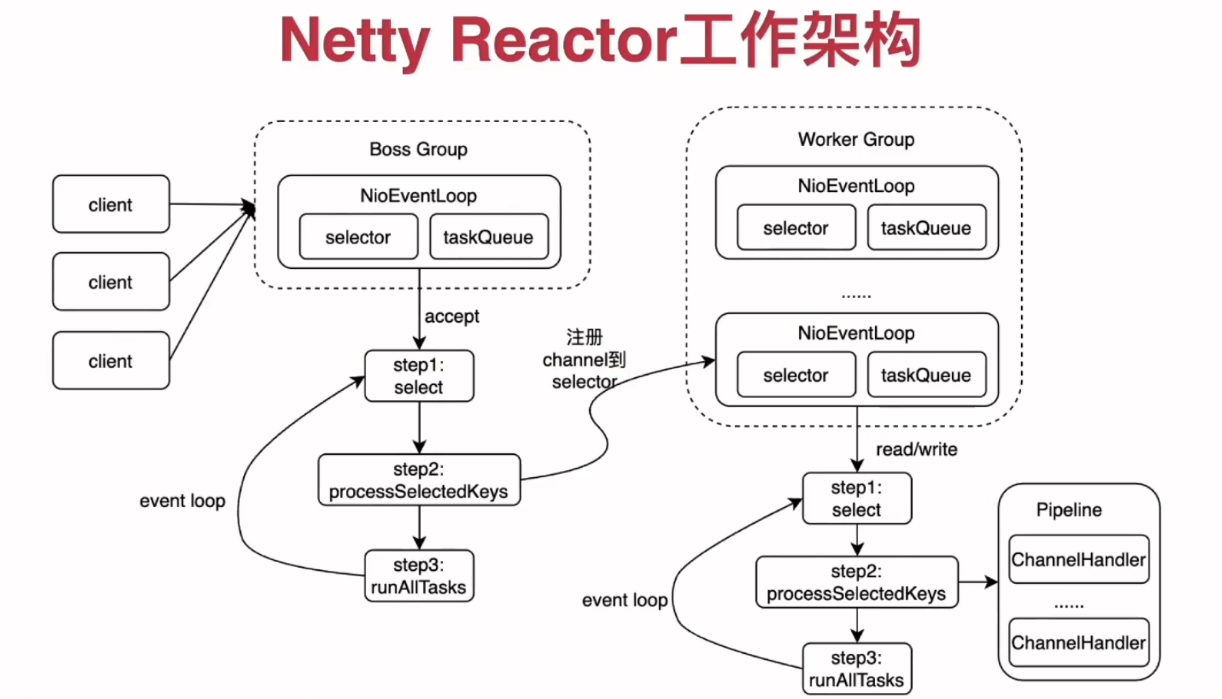 Netty Reactor工作架构
Boss Group
NioEventLoop
selector
taskQueue
client
client
client
accept
step1:
select
step2:
processSelectedKeys
step3:
runAllTasks
event loop
注册
channel到
selector
Worker Group
NioEventLoop
selector
taskQueue
......
NioEventLoop
selector
taskQueue
read/write
step1:
select
step2:
processSelectedKeys
step3:
runAllTasks
event loop
Pipeline
ChannelHandler
......
ChannelHandler